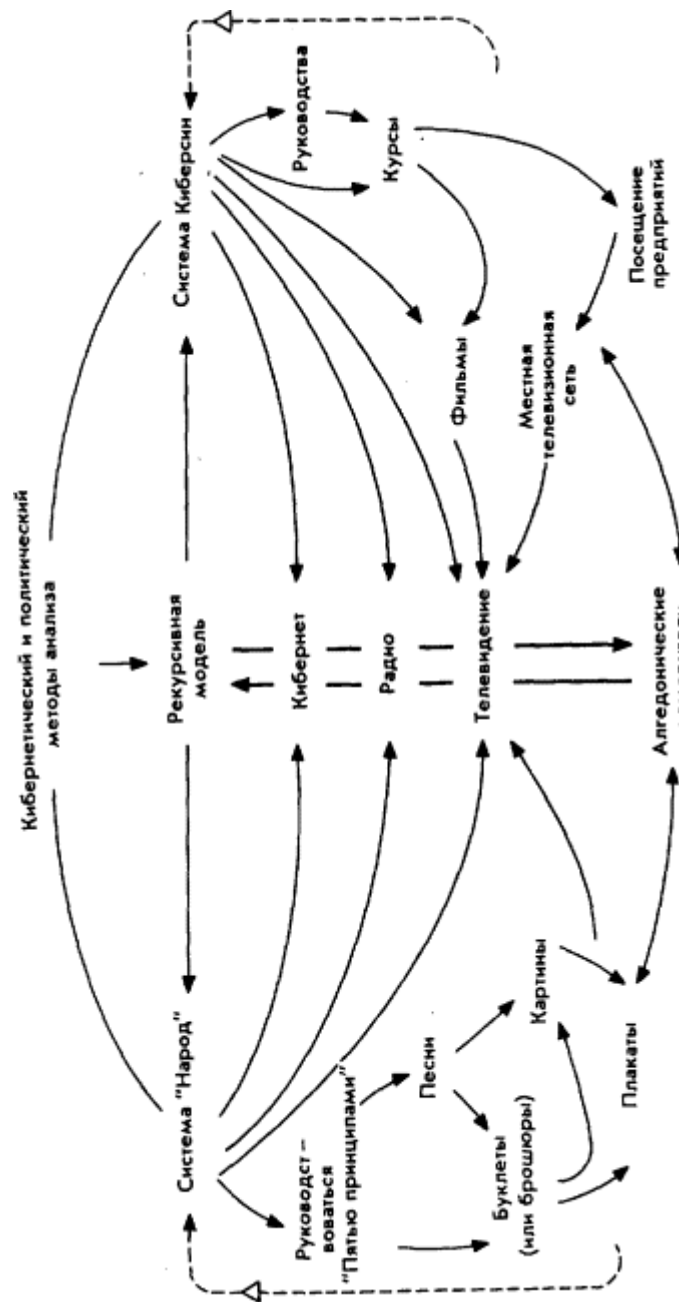 Кибернетический и политический
методы анализа
Система "Народ"
Рекурсивная
модель
Система Киберсин
Руководст-
воваться
"Пятью принципами"
Кибернет
Руководства
Песни
Радио
Курсы
Буклеты
(или брошюры)
Картины
Телевидение
Фильмы
Местная
телевизионная
сеть
Плакаты
Алгедонические
Посещение
предприятий